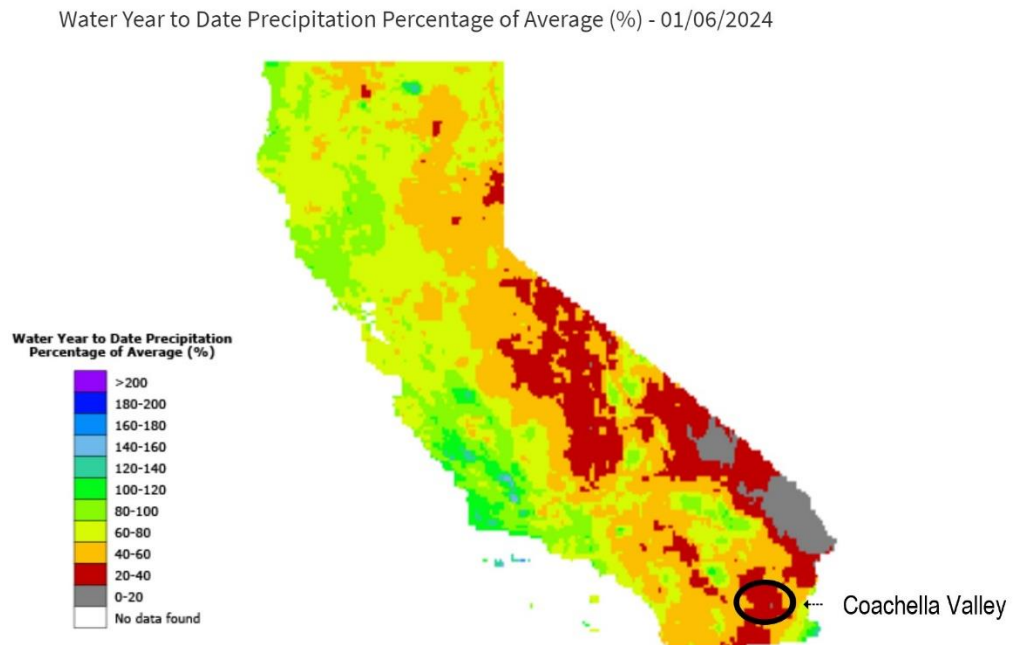 Water Year to Date Precipitation Percentage of Average (%) - 01/06/2024
Water Year to Date Precipitation
Percentage of Average (%)
>200
180-200
160-180
140-160
120-140
100-120
80-100
60-80
40-60
20-40
0-20
No data found
Coachella Valley